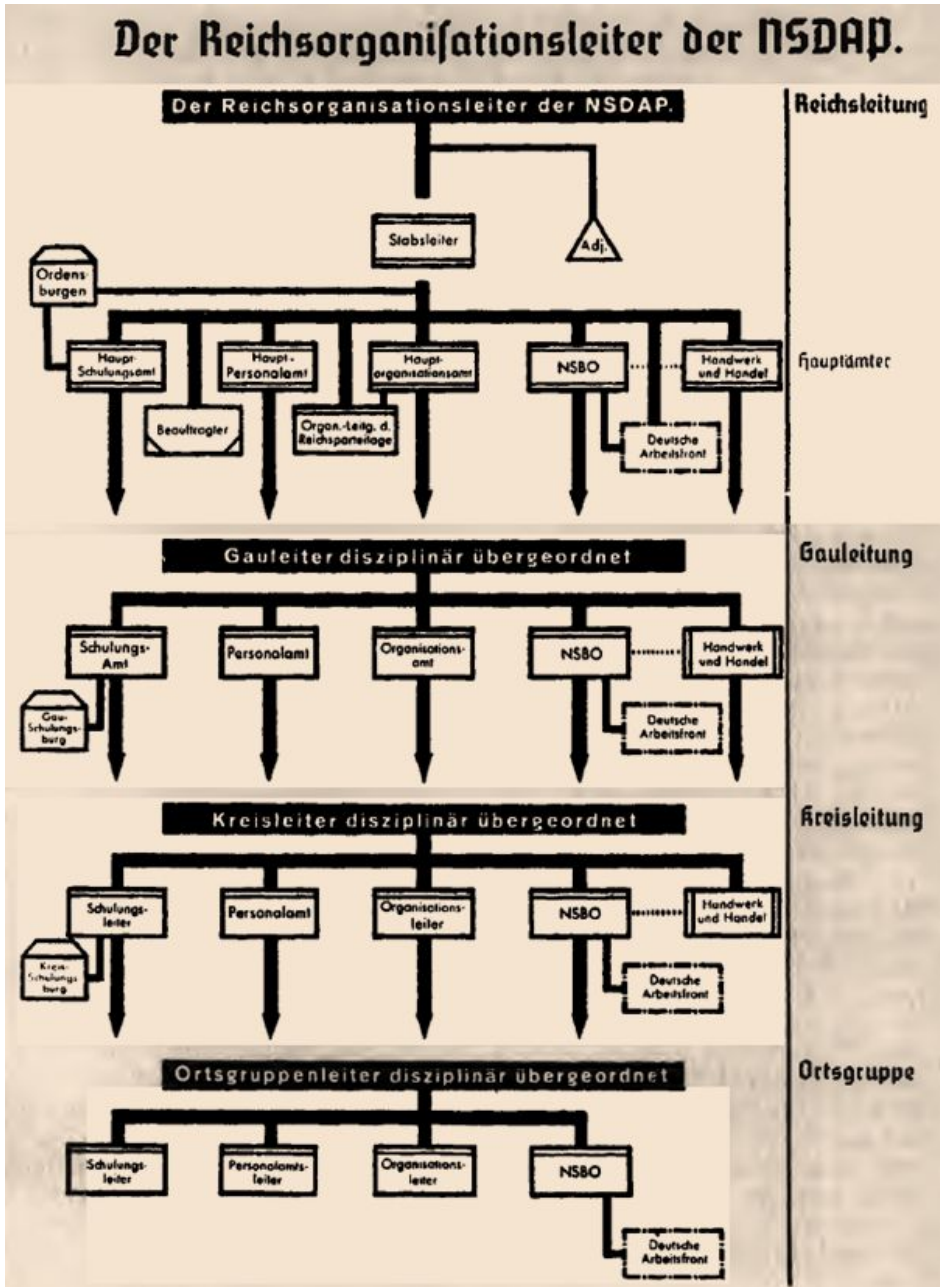 Der Reichsorganisationsleiter der NSDAP.
Der Reichsorganisationsleiter der NSDAP.
Reichsleitung
Stabsleiter
Adj.
Ordens-
burgen
Haupt-
Schulungsamt
Haupt-
Personalamt
Haupt-
organisationsamt
NSBO
Handwerk
und Handel
Hauptämter
Beauftragter
Organ.-Leitg. d.
Reichsparteitage
Deutsche
Arbeitsfront
Gauleiter disziplinär übergeordnet
Gauleitung
Schulungs-
Amt
Personalamt
Organisations-
amt
NSBO
Handwerk
und Handel
Gau-
Schulungs-
burg
Deutsche
Arbeitsfront
Kreisleiter disziplinär übergeordnet
Kreisleitung
Schulungs-
leiter
Personalamt
Organisations-
leiter
NSBO
Handwerk
und Handel
Kreis-
Schulungs
burg
Deutsche
Arbeitsfront
Ortsgruppenleiter disziplinär übergeordnet
Ortsgruppe
Schulungs-
leiter
Personalamts-
leiter
Organisations-
leiter
NSBO
Deutsche
Arbeitsfront